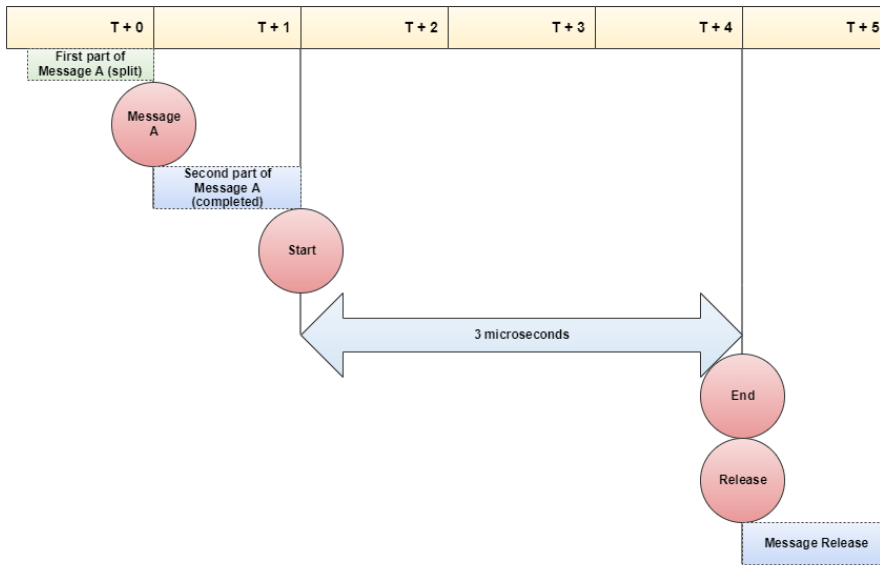 T + 0 T + 1 T + 2 T + 3 T + 4 T + 5
First part of
Message A (split)
Message
A
Second part of
Message A
(completed)
Start
3 microseconds
End
Release
Message Release